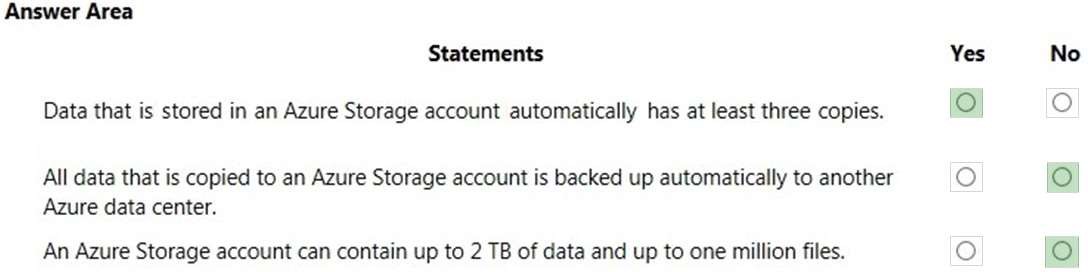 Answer Area
Statements Yes No
Data that is stored in an Azure Storage account automatically has at least three copies.
All data that is copied to an Azure Storage account is backed up automatically to another
Azure data center.
An Azure Storage account can contain up to 2 TB of data and up to one million files.